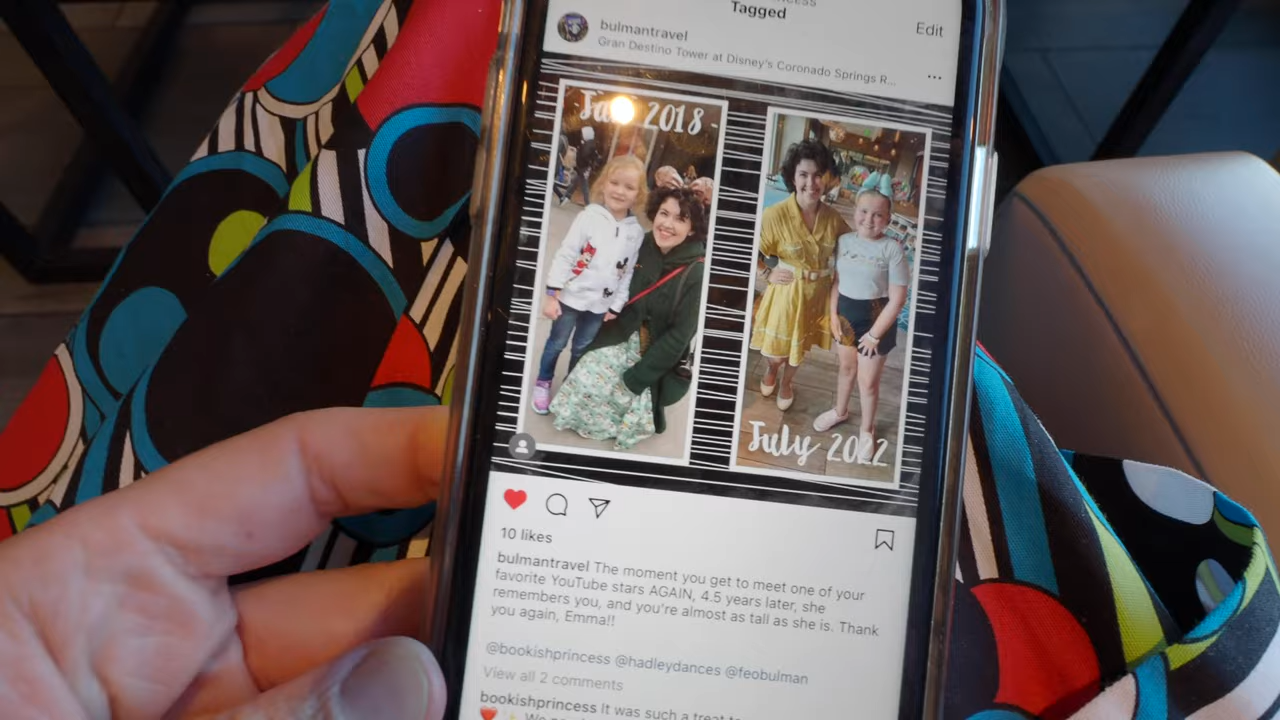 Tagged
Edit
bulmantravel
Gran Destino Tower at Disney's Coronado Springs R...
2018
July 2022
10 likes
bulmantravel The moment you get to meet one of your
favorite YouTube stars AGAIN, 4.5 years later, she
remembers you, and you're almost as tall as she is. Thank
you again, Emma!!
@bookishprincess @hadleydances @feobulman
View all 2 comments
bookishprincess It was such a treat to